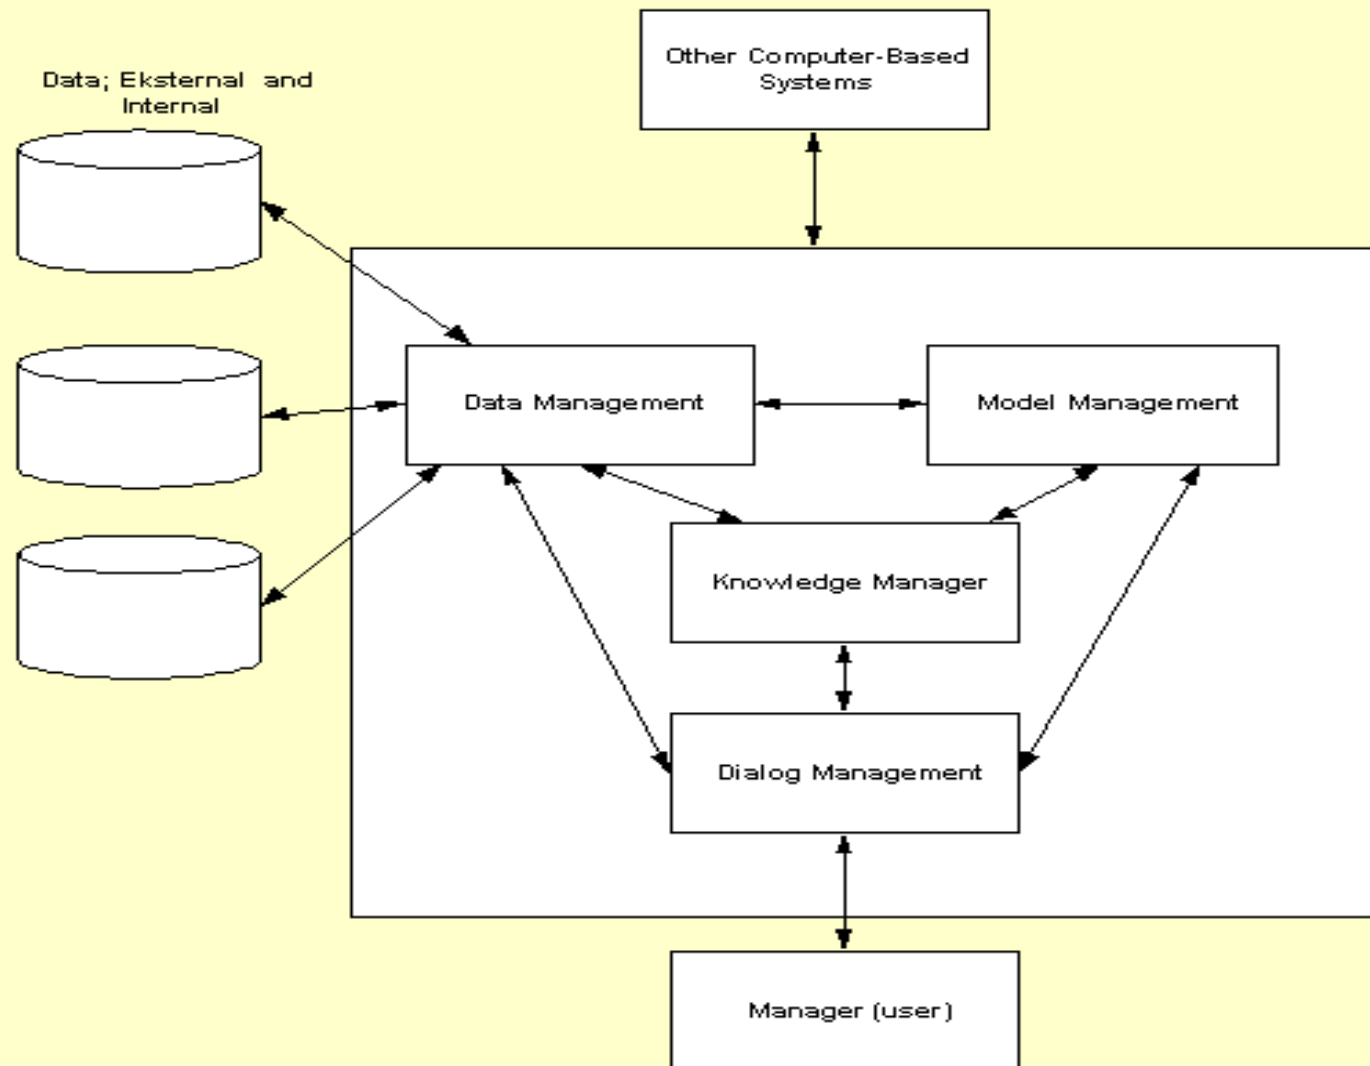 Other Computer-Based
Systems
Data; Eksternal and
Internal
Data Management
Model Management
Knowledge Manager
Dialog Management
Manager (user)